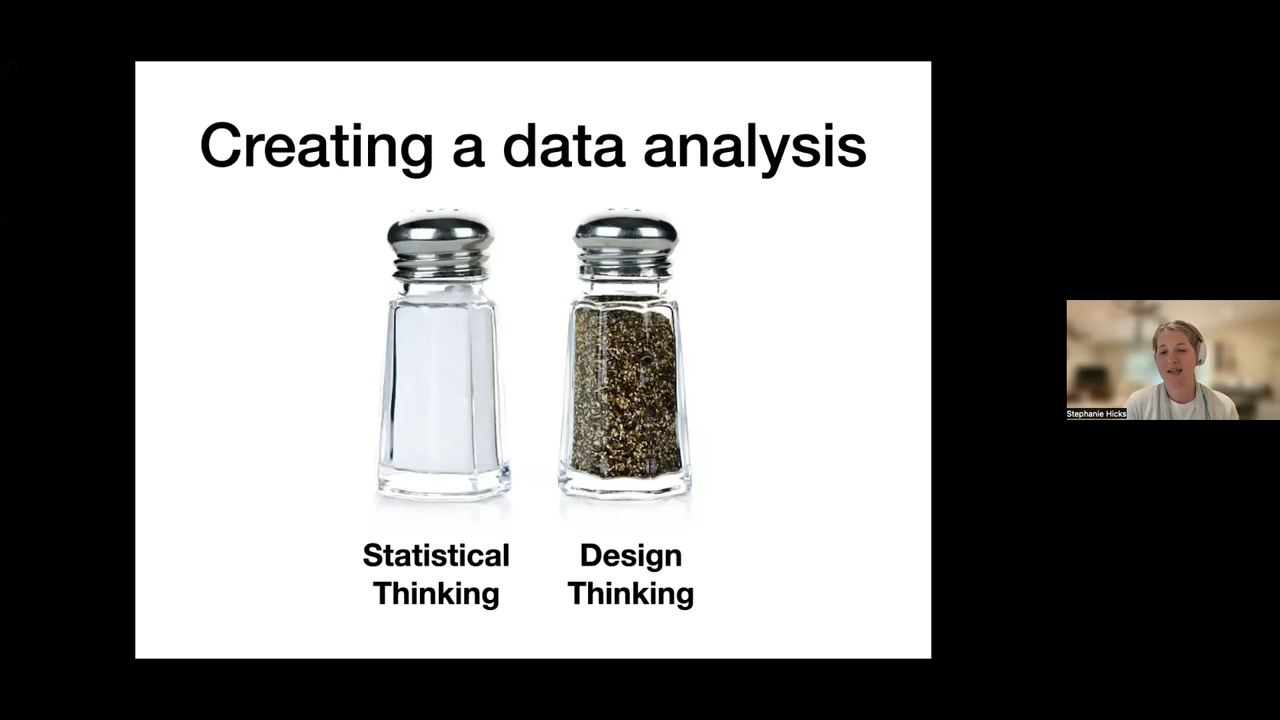 Creating a data analysis
Statistical
Thinking
Design
Thinking
Stephanie Hicks